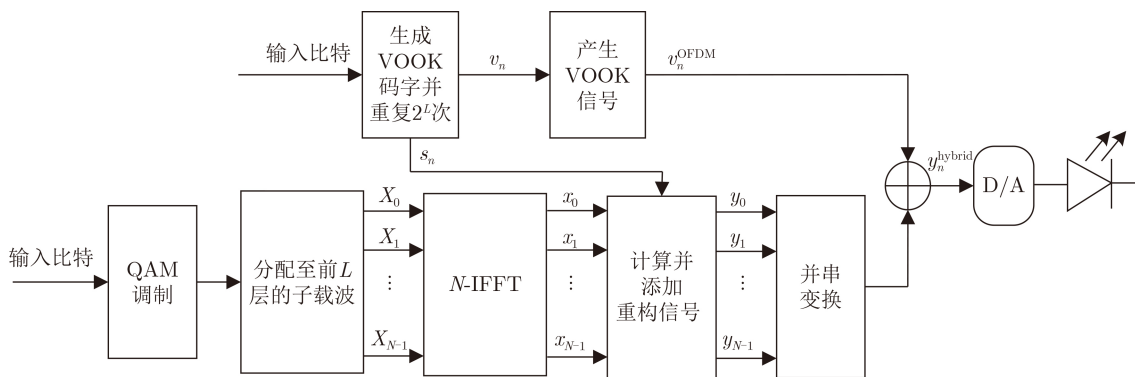 输入比特
生成
VOOK
码字并
重复2^L次
v_n
产生
VOOK
信号
v_n^OFDM
s_n
y_n^hybrid
D/A
输入比特
QAM
调制
分配至前L
层的子载波
X_0
X_1
⋮
X_{N-1}
N-IFFT
x_0
x_1
⋮
x_{N-1}
计算并
添加
重构信号
y_0
y_1
⋮
y_{N-1}
并串
变换